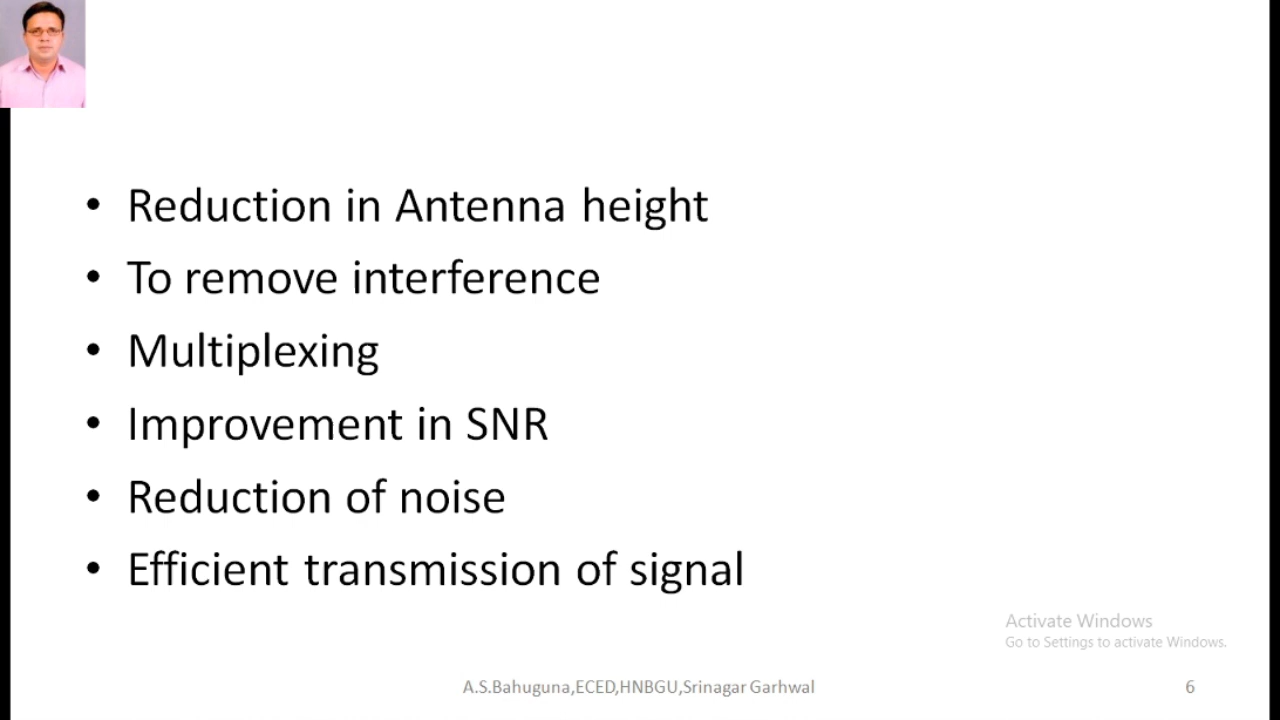 • Reduction in Antenna height
• To remove interference
• Multiplexing
• Improvement in SNR
• Reduction of noise
• Efficient transmission of signal
Activate Windows
Go to Settings to activate Windows.
A.S.Bahuguna,ECED,HNBGU,Srinagar Garhwal
6